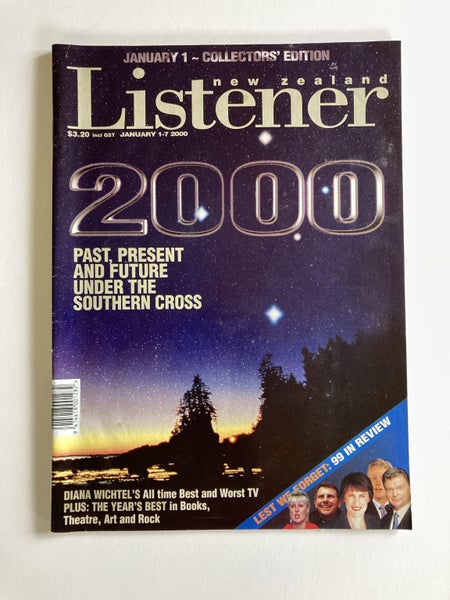 JANUARY 1 ~ COLLECTORS' EDITION
new zealand
Listener
$3.20 incl GST JANUARY 1-7 2000
2000
PAST, PRESENT
AND FUTURE
UNDER THE
SOUTHERN CROSS
DIANA WICHTEL'S All time Best and Worst TV
PLUS: THE YEAR'S BEST in Books,
Theatre, Art and Rock
LEST WE FORGET: 99 IN REVIEW